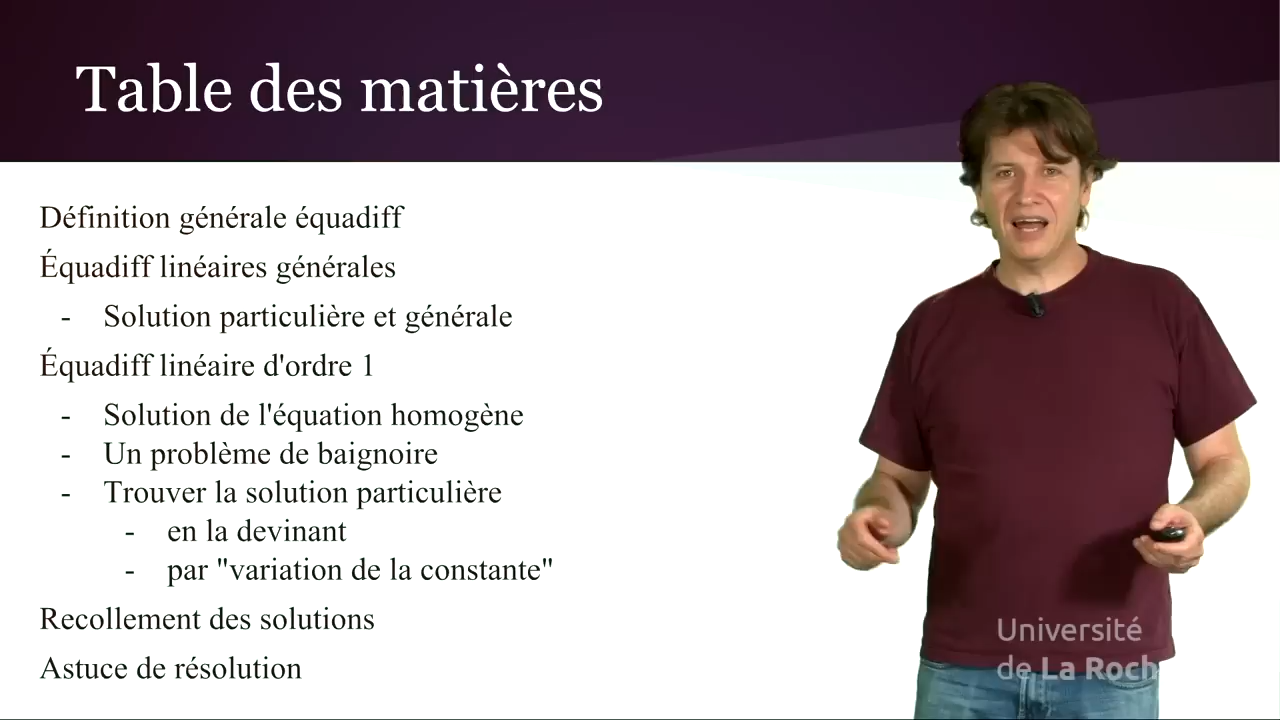 Table des matières
Définition générale équadiff
Équadiff linéaires générales
- Solution particulière et générale
Équadiff linéaire d'ordre 1
- Solution de l'équation homogène
- Un problème de baignoire
- Trouver la solution particulière
- en la devinant
- par "variation de la constante"
Recollement des solutions
Astuce de résolution
Université
de La Roch